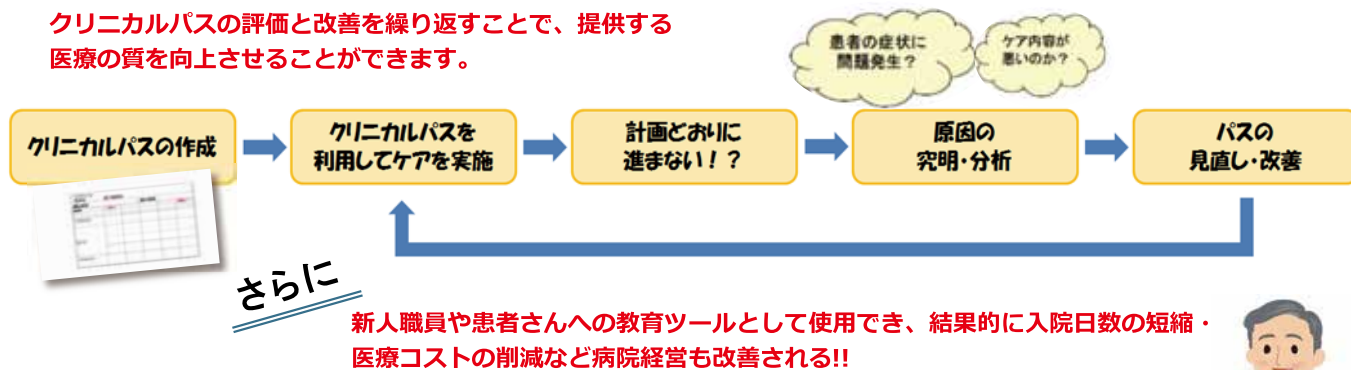 クリニカルパスの評価と改善を繰り返すことで、提供する
医療の質を向上させることができます。
患者の症状に
問題発生？
ケア内容が
悪いのか？
クリニカルパスの作成
クリニカルパスを
利用してケアを実施
計画どおりに
進まない！？
原因の
究明・分析
パスの
見直し・改善
さらに
新人職員や患者さんへの教育ツールとして使用でき、結果的に入院日数の短縮・
医療コストの削減など病院経営も改善される!!